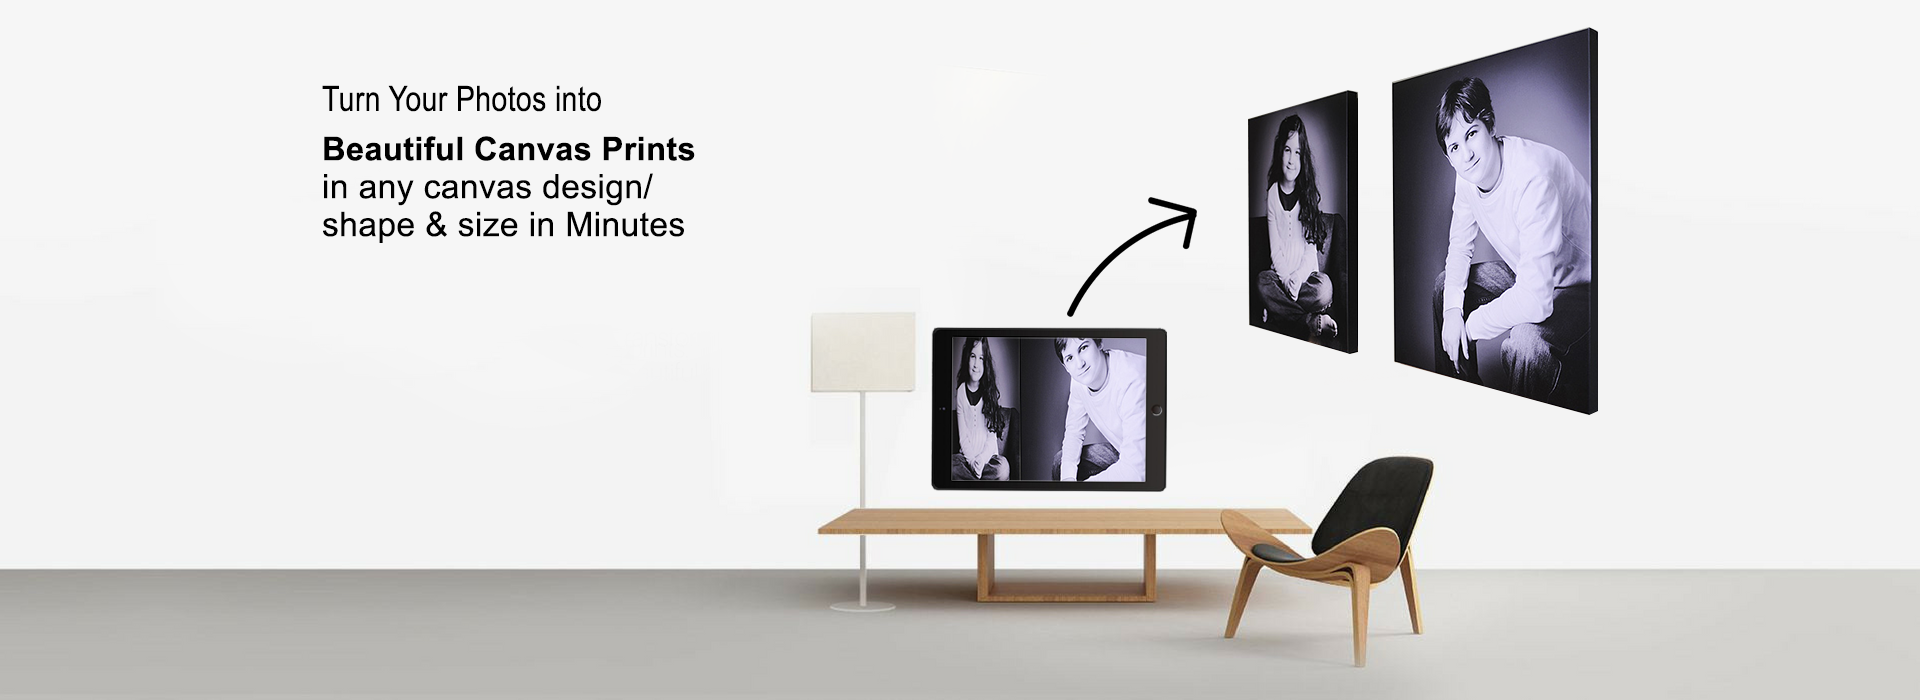 Turn Your Photos into
Beautiful Canvas Prints
in any canvas design/
shape & size in Minutes